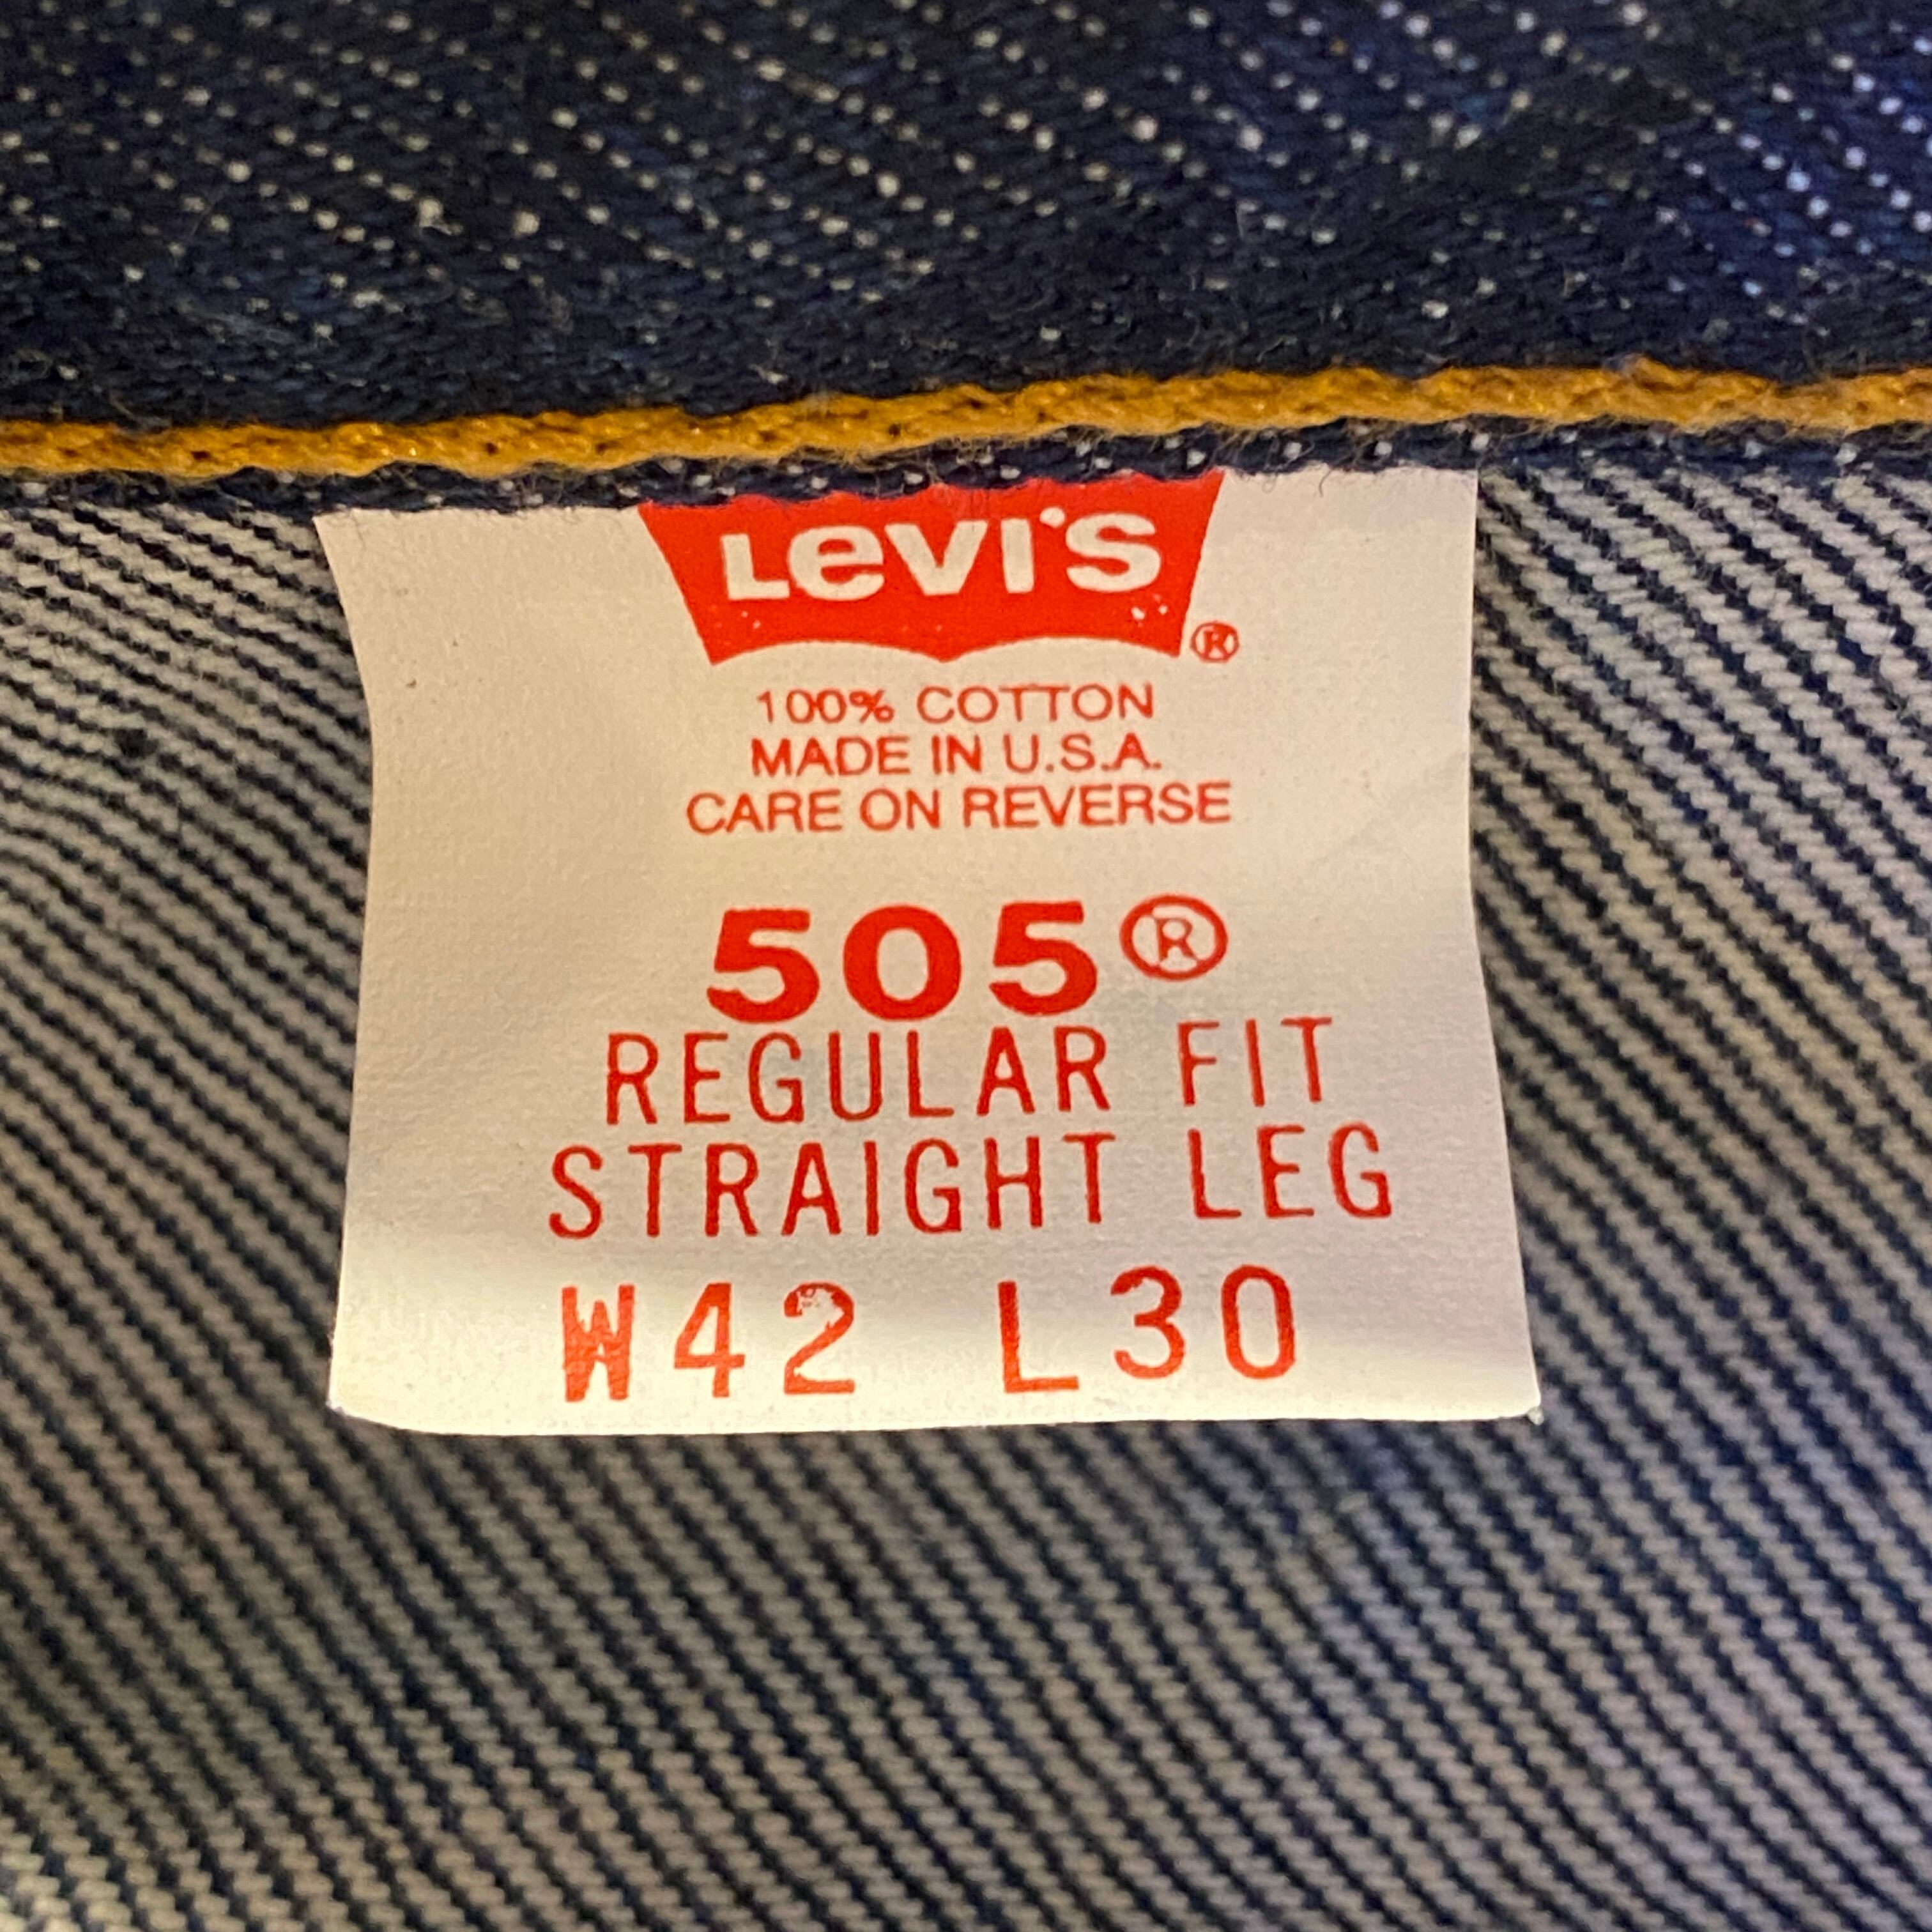 Levi's ®
100% COTTON
MADE IN U.S.A.
CARE ON REVERSE
505®
REGULAR FIT
STRAIGHT LEG
W42 L30